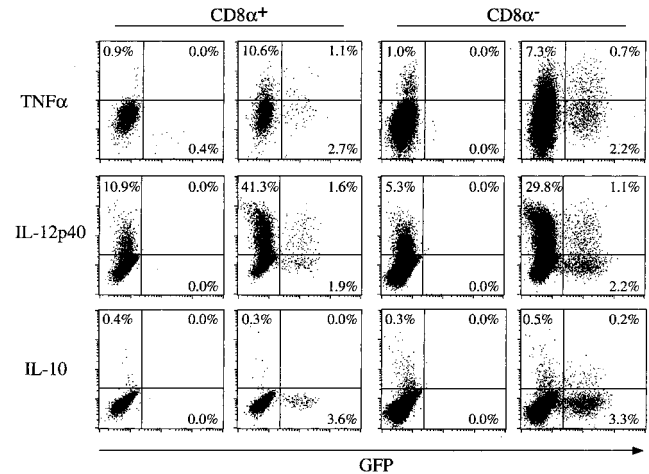 CD8α+ CD8α-
0.9% 0.0% 10.6% 1.1% 1.0% 0.0% 7.3% 0.7%
TNFα
0.4% 2.7% 0.0% 2.2%
10.9% 0.0% 41.3% 1.6% 5.3% 0.0% 29.8% 1.1%
IL-12p40
0.0% 1.9% 0.0% 2.2%
0.4% 0.0% 0.3% 0.0% 0.3% 0.0% 0.5% 0.2%
IL-10
0.0% 3.6% 0.0% 3.3%
GFP